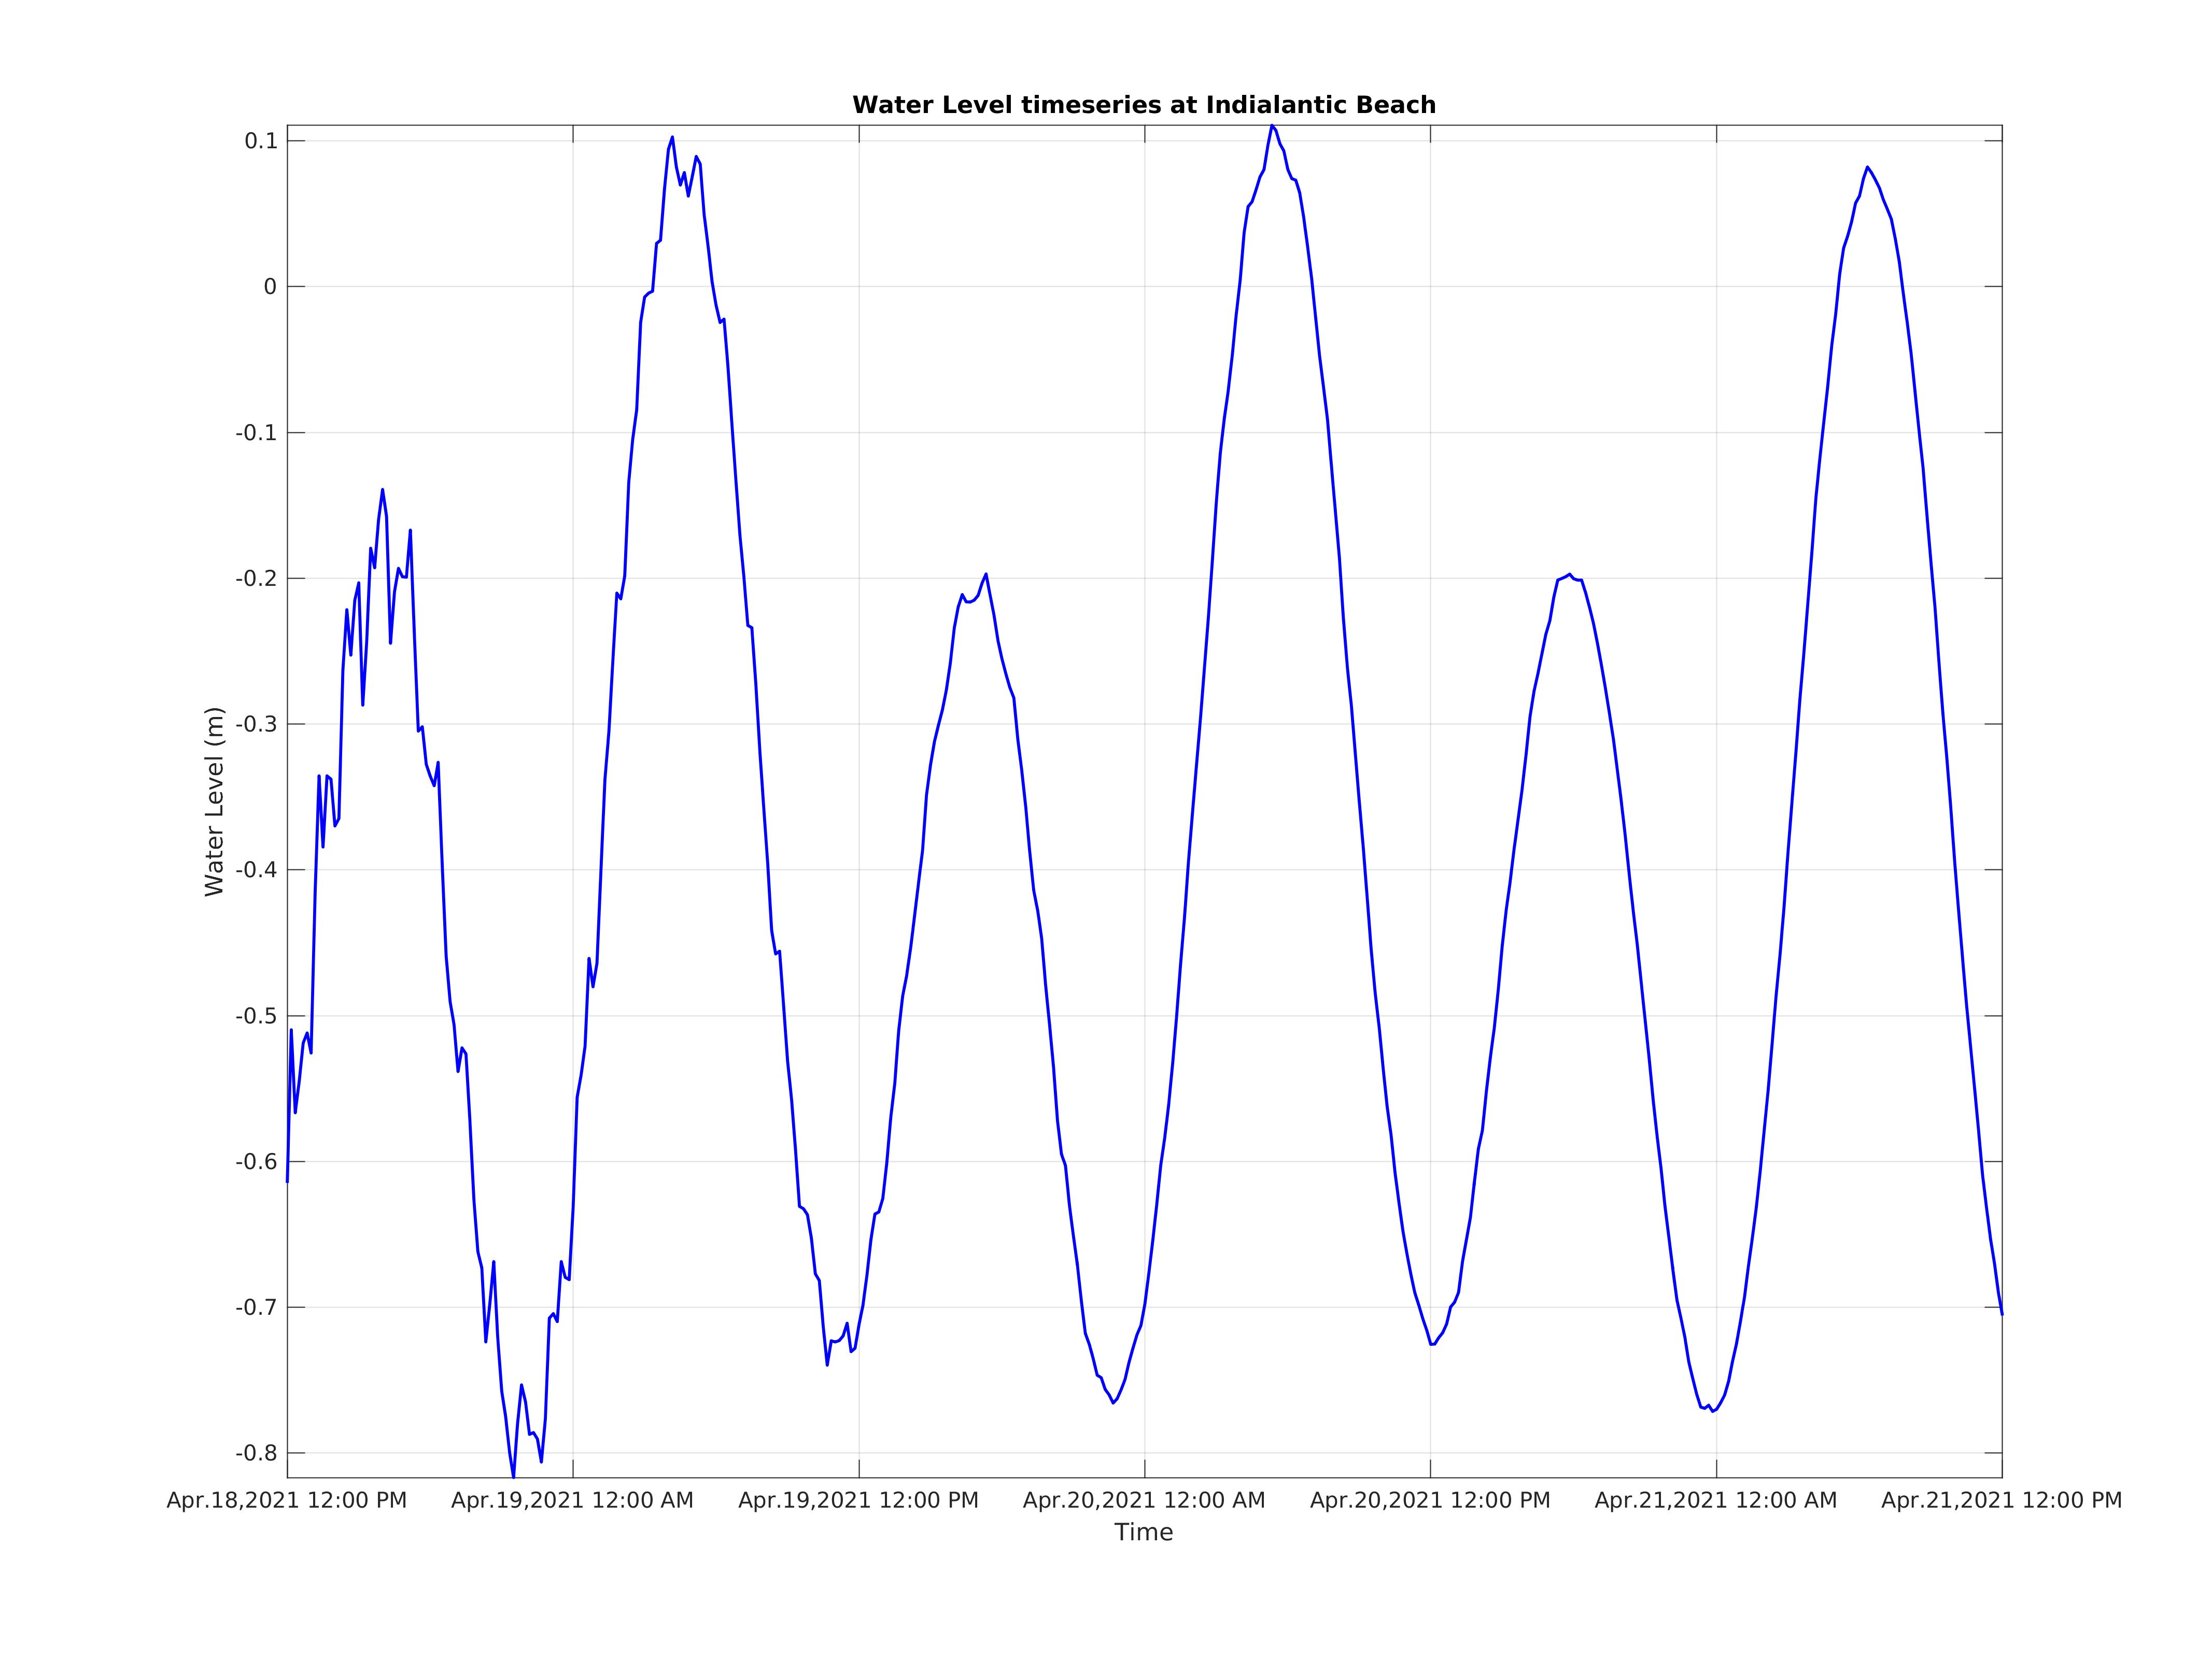 Water Level timeseries at Indialantic Beach
0.1
0
-0.1
-0.2
-0.3
-0.4
-0.5
-0.6
-0.7
-0.8
Water Level (m)
Apr.18,2021 12:00 PM
Apr.19,2021 12:00 AM
Apr.19,2021 12:00 PM
Apr.20,2021 12:00 AM
Apr.20,2021 12:00 PM
Apr.21,2021 12:00 AM
Apr.21,2021 12:00 PM
Time